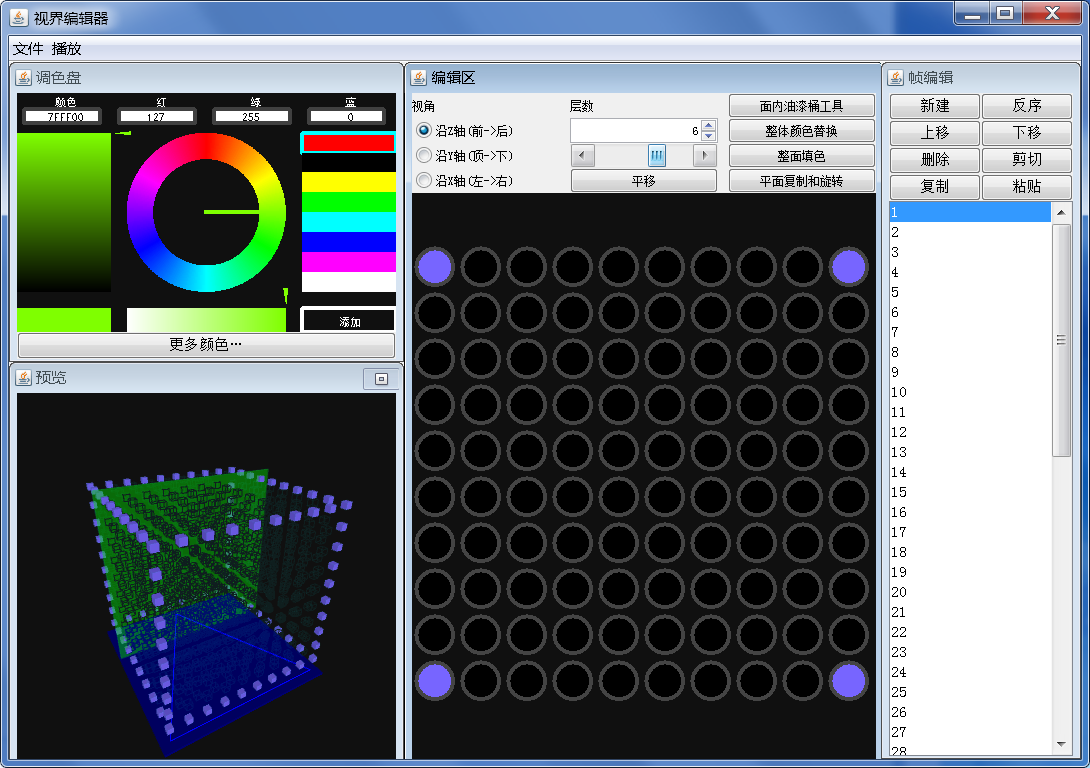 视界编辑器
文件 播放
调色盘
颜色 红 绿 蓝
7FFF00 127 255 0
添加
更多颜色…
预览
编辑区
视角 层数 面内油漆桶工具
沿Z轴(前->后) 6 整体颜色替换
沿Y轴(顶->下) 整面填色
沿X轴(左->右) 平移 平面复制和旋转
帧编辑
新建 反序
上移 下移
删除 剪切
复制 粘贴
1
2
3
4
5
6
7
8
9
10
11
12
13
14
15
16
17
18
19
20
21
22
23
24
25
26
27
28